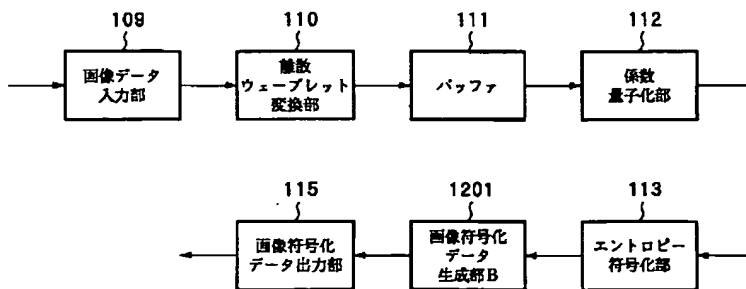 109
110
111
112
画像データ
入力部
離散
ウェーブレット
変換部
バッファ
係数
量子化部
115
1201
113
画像符号化
データ出力部
画像符号化
データ
生成部B
エントロピー
符号化部